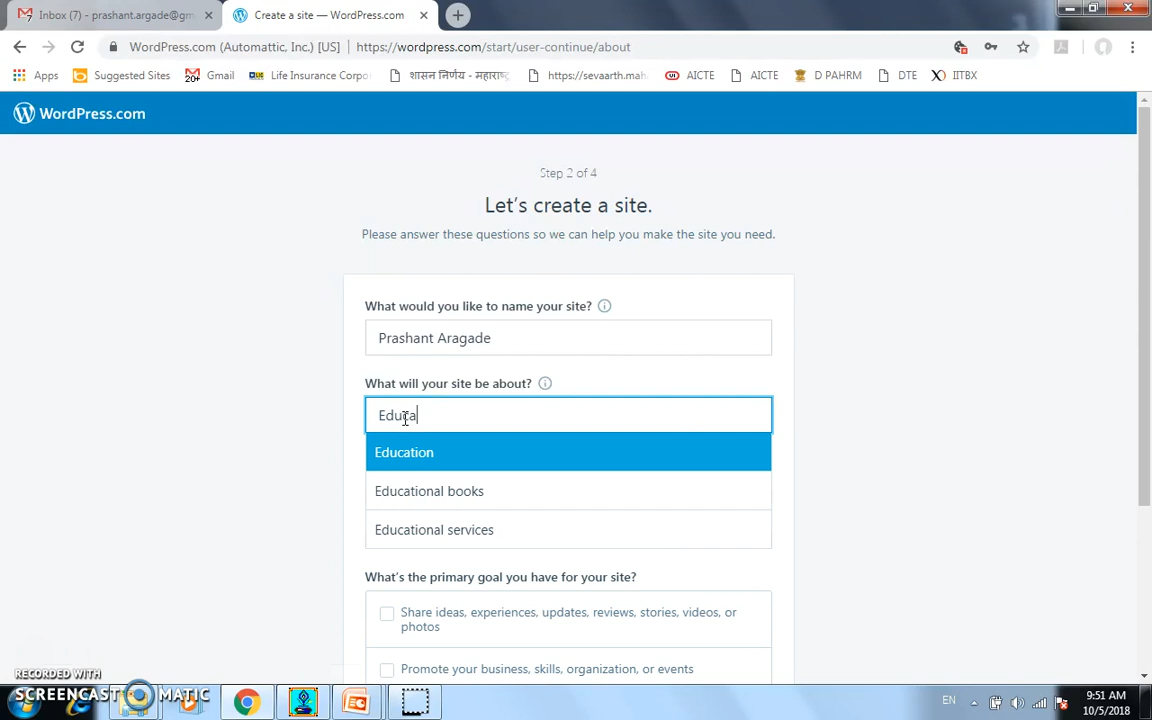 Inbox (7) - prashant.argade@gm
Create a site — WordPress.com
WordPress.com (Automattic, Inc.) [US]
https://wordpress.com/start/user-continue/about
Apps
Suggested Sites
20+
Gmail
Life Insurance Corpo
शासन निर्णय - महाराष्ट्र
https://sevaarth.mah
AICTE
AICTE
D PAHRM
DTE
IITBX
WordPress.com
Step 2 of 4
Let's create a site.
Please answer these questions so we can help you make the site you need.
What would you like to name your site?
Prashant Aragade
What will your site be about?
Educa
Education
Educational books
Educational services
What's the primary goal you have for your site?
Share ideas, experiences, updates, reviews, stories, videos, or
photos
Promote your business, skills, organization, or events
RECORDED WITH
SCREENCAST MATIC
EN
9:51 AM
10/5/2018